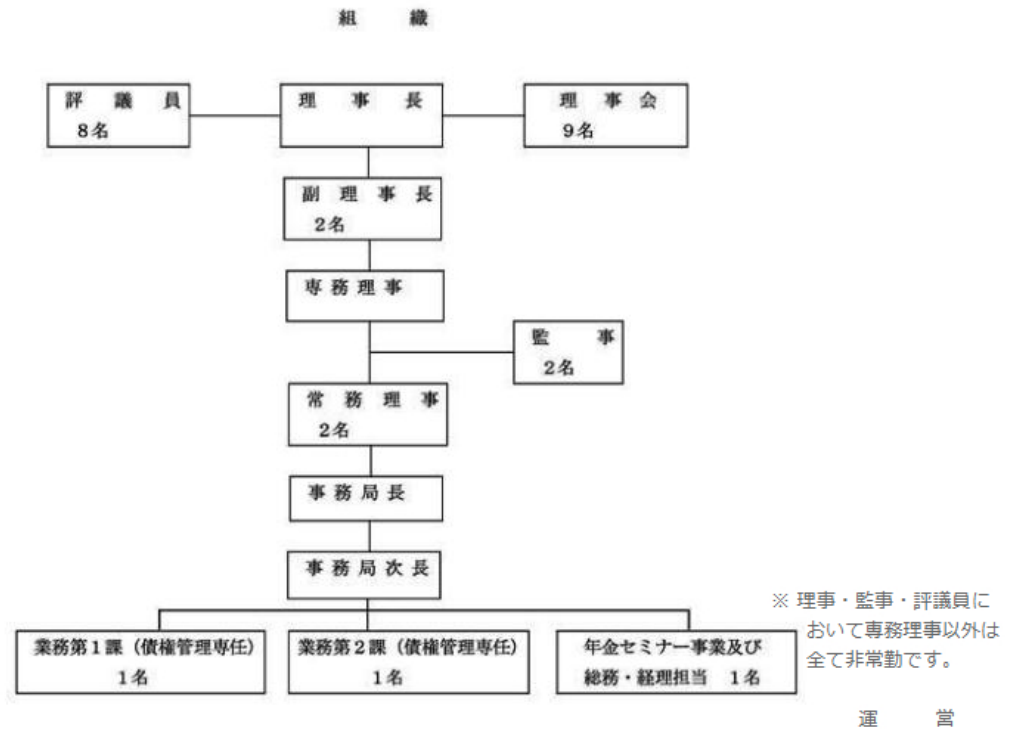 組 織
評 議 員
8名
理 事 長
理 事 会
9名
副 理 事 長
2名
専 務 理 事
監 事
2名
常 務 理 事
2名
事 務 局 長
事 務 局 次 長
業務第1課（債権管理専任）
1名
業務第2課（債権管理専任）
1名
年金セミナー事業及び
総務・経理担当 1名
※ 理事・監事・評議員に
おいて専務理事以外は
全て非常勤です。
運 営